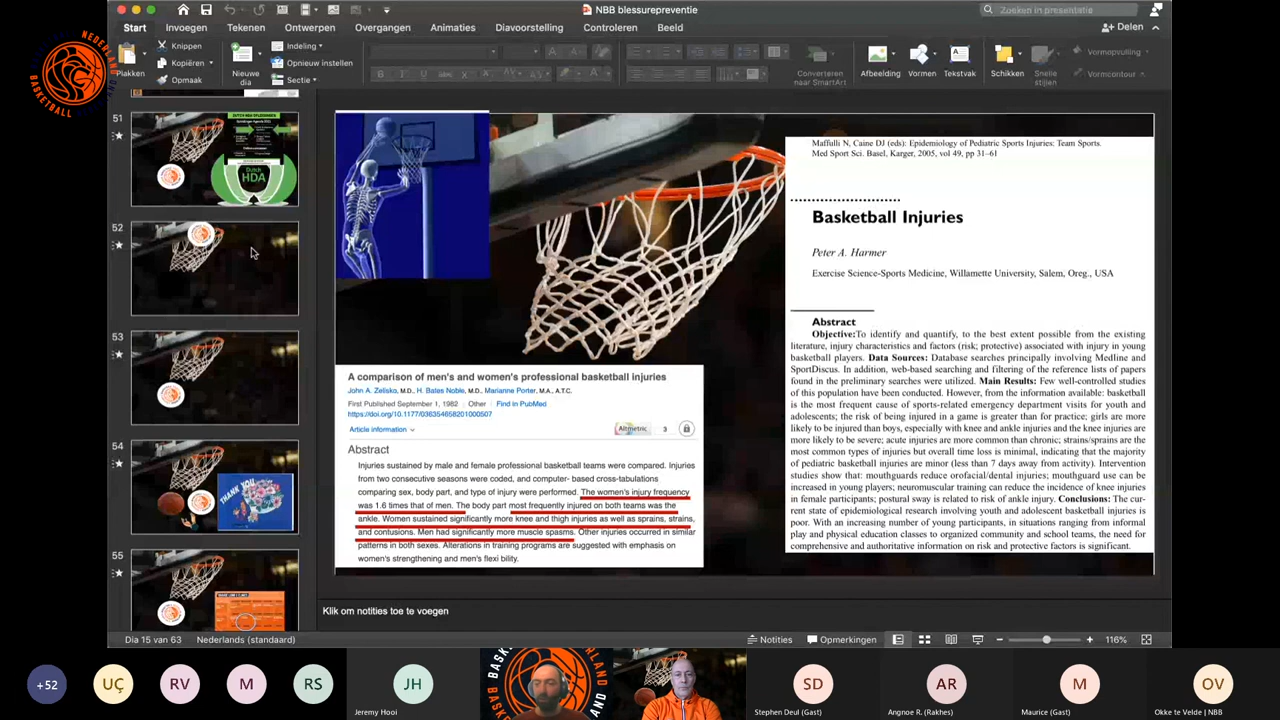 NBB blessurepreventie
Zoeken in presentatie
Start Invoegen Tekenen Ontwerpen Overgangen Animaties Diavoorstelling Controleren Beeld
Delen
Plakken
Knippen
Kopiëren
Opmaak
Nieuwe
dia
Indeling
Opnieuw instellen
Sectie
Converteren
naar SmartArt
Afbeelding
Vormen
Tekstvak
Schikken
Snelle
stijlen
Vormopvulling
Vormcontour
NEDERLAND
BASKETBALL
51
Dutch
HDA
52
53
54
THANK YOU
55
A comparison of men's and women's professional basketball injuries
John A. Zelisko, M.D., H. Bates Noble, M.D., Marianne Porter, M.A., A.T.C.
First Published September 1, 1982 Other Find in PubMed
https://doi.org/10.1177/036354658201000507
Article information
Altmetric 3
Abstract
Injuries sustained by male and female professional basketball teams were compared. Injuries
from two consecutive seasons were coded, and computer- based cross-tabulations
comparing sex, body part, and type of injury were performed. The women's injury frequency
was 1.6 times that of men. The body part most frequently injured on both teams was the
ankle. Women sustained significantly more knee and thigh injuries as well as sprains, strains,
and contusions. Men had significantly more muscle spasms. Other injuries occurred in similar
patterns in both sexes. Alterations in training programs are suggested with emphasis on
women's strengthening and men's flexi bility.
Maffulli N, Caine DJ (eds): Epidemiology of Pediatric Sports Injuries: Team Sports.
Med Sport Sci. Basel, Karger, 2005, vol 49, pp 31–61
Basketball Injuries
Peter A. Harmer
Exercise Science-Sports Medicine, Willamette University, Salem, Oreg., USA
Abstract
Objective: To identify and quantify, to the best extent possible from the existing
literature, injury characteristics and factors (risk; protective) associated with injury in young
basketball players. Data Sources: Database searches principally involving Medline and
SportDiscus. In addition, web-based searching and filtering of the reference lists of papers
found in the preliminary searches were utilized. Main Results: Few well-controlled studies
of this population have been conducted. However, from the information available: basketball
is the most frequent cause of sports-related emergency department visits for youth and
adolescents; the risk of being injured in a game is greater than for practice; girls are more
likely to be injured than boys, especially with knee and ankle injuries and the knee injuries are
more likely to be severe; acute injuries are more common than chronic; strains/sprains are the
most common types of injuries but overall time loss is minimal, indicating that the majority
of pediatric basketball injuries are minor (less than 7 days away from activity). Intervention
studies show that: mouthguards reduce orofacial/dental injuries; mouthguard use can be
increased in young players; neuromuscular training can reduce the incidence of knee injuries
in female participants; postural sway is related to risk of ankle injury. Conclusions: The cur-
rent state of epidemiological research involving youth and adolescent basketball injuries is
poor. With an increasing number of young participants, in situations ranging from informal
play and physical education classes to organized community and school teams, the need for
comprehensive and authoritative information on risk and protective factors is significant.
Klik om notities toe te voegen
Dia 15 van 63 Nederlands (standaard)
Notities Opmerkingen 116%
+52 UÇ RV M RS JH SD AR M OV
Jeremy Hooi
Stephen Deul (Gast)
Angnoe R. (Rakhes)
Maurice (Gast)
Okke te Velde | NBB